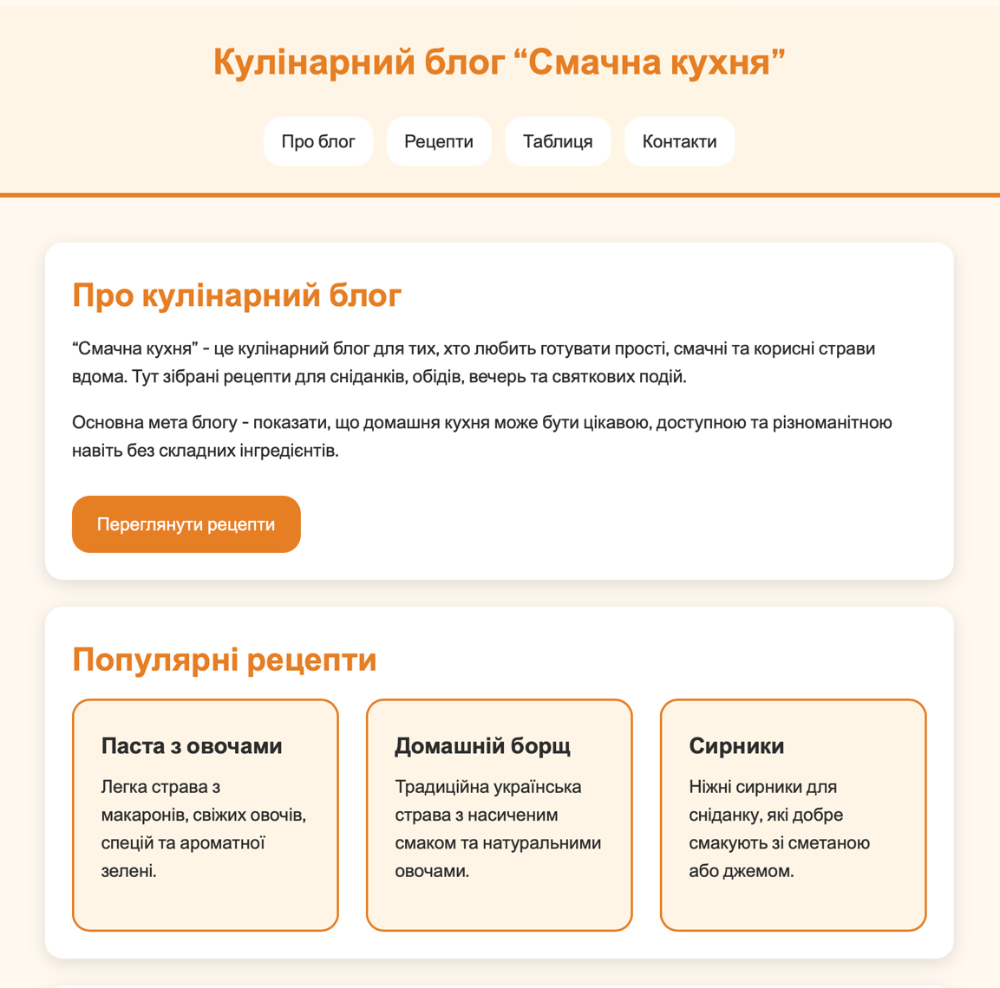 Кулінарний блог “Смачна кухня”
Про блог
Рецепти
Таблиця
Контакти
Про кулінарний блог
“Смачна кухня” - це кулінарний блог для тих, хто любить готувати прості, смачні та корисні страви
вдома. Тут зібрані рецепти для сніданків, обідів, вечерь та святкових подій.
Основна мета блогу - показати, що домашня кухня може бути цікавою, доступною та різноманітною
навіть без складних інгредієнтів.
Переглянути рецепти
Популярні рецепти
Паста з овочами
Легка страва з
макаронів, свіжих овочів,
спецій та ароматної
зелені.
Домашній борщ
Традиційна українська
страва з насиченим
смаком та натуральними
овочами.
Сирники
Ніжні сирники для
сніданку, які добре
смакують зі сметаною
або джемом.